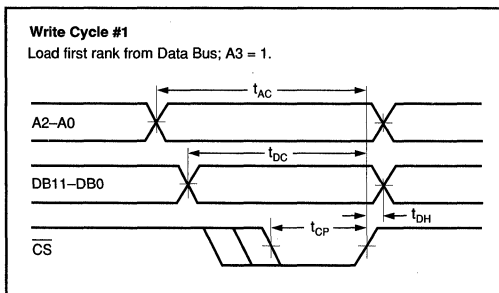 Write Cycle #1
Load first rank from Data Bus; A3 = 1.
tAC
A2–A0
tDC
DB11–DB0
tDH
tCP
CS